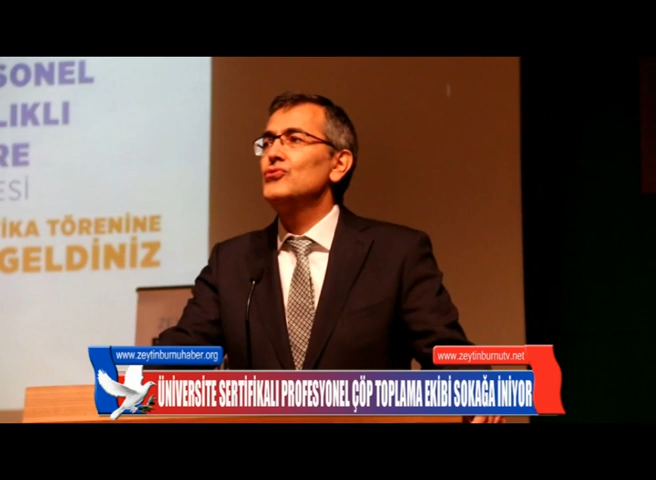 SONEL
LIKLI
RE
ESİ
İKA TÖRENİNE
GELDİNİZ
www.zeytinburnuhaber.org
www.zeytinburnutv.net
ÜNİVERSİTE SERTİFİKALI PROFESYONEL ÇÖP TOPLAMA EKİBİ SOKAĞA İNİYOR